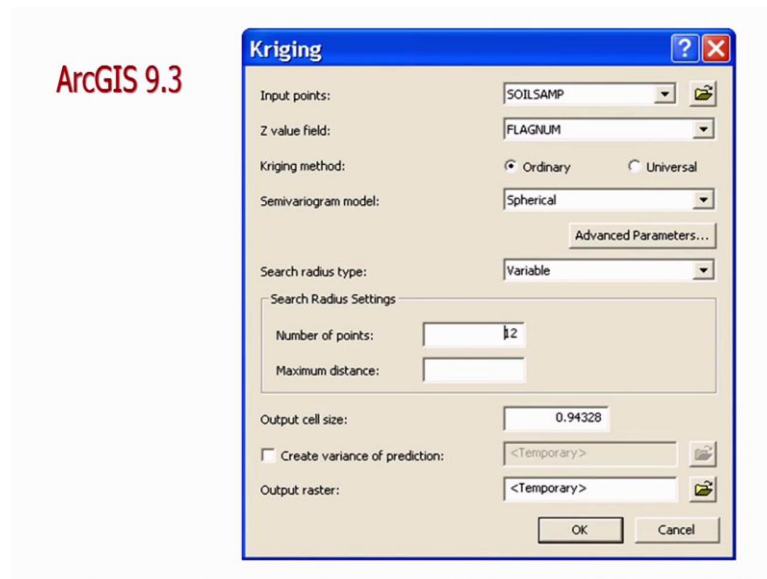 Kriging
ArcGIS 9.3
Input points: SOILSAMP
Z value field: FLAGNUM
Kriging method: Ordinary Universal
Semivariogram model: Spherical
Advanced Parameters...
Search radius type: Variable
Search Radius Settings
Number of points: 12
Maximum distance:
Output cell size: 0.94328
Create variance of prediction: <Temporary>
Output raster: <Temporary>
OK Cancel